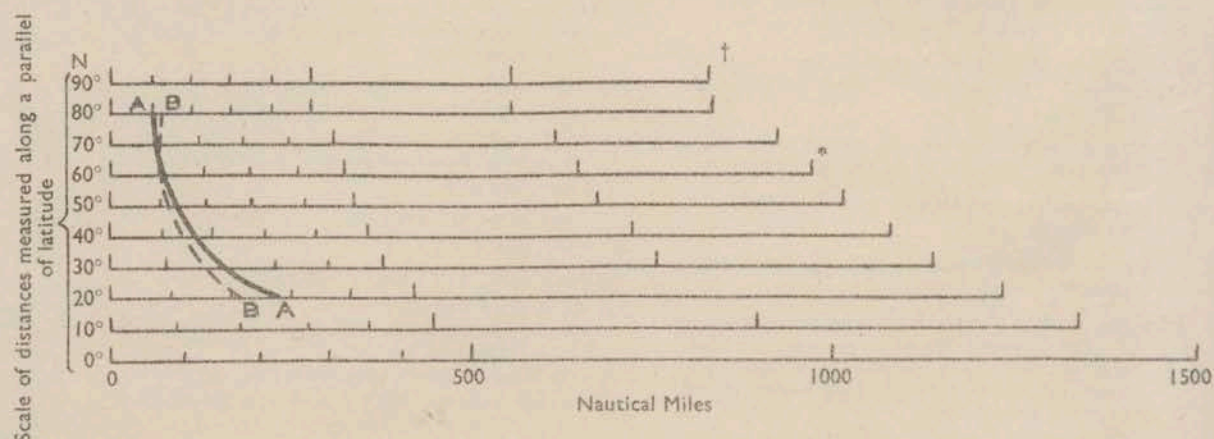 Scale of distances measured along a parallel
of latitude
N
†
90°
A B
80°
70°
*
60°
50°
40°
30°
20°
B A
10°
0°
0 500 1000 1500
Nautical Miles